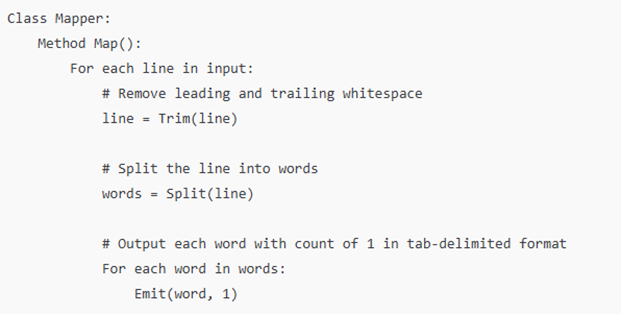 Class Mapper:
    Method Map():
        For each line in input:
            # Remove leading and trailing whitespace
            line = Trim(line)

            # Split the line into words
            words = Split(line)

            # Output each word with count of 1 in tab-delimited format
            For each word in words:
                Emit(word, 1)